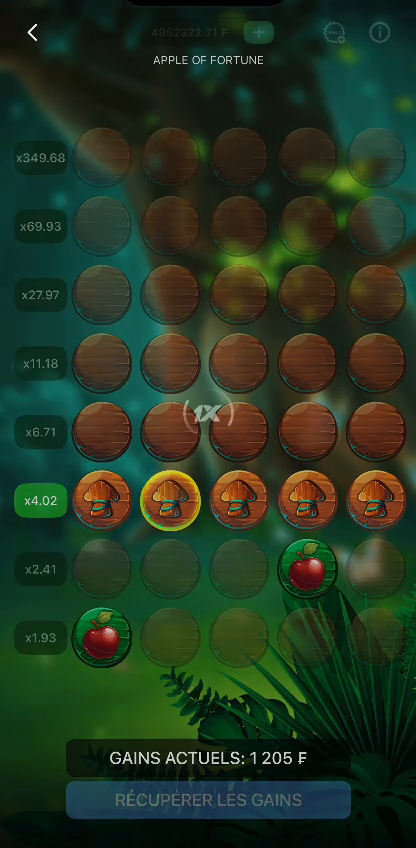 4952322.71 ₣
APPLE OF FORTUNE
x349.68
x69.93
x27.97
x11.18
x6.71
1X
x4.02
x2.41
x1.93
GAINS ACTUELS: 1 205 ₣
RÉCUPÉRER LES GAINS